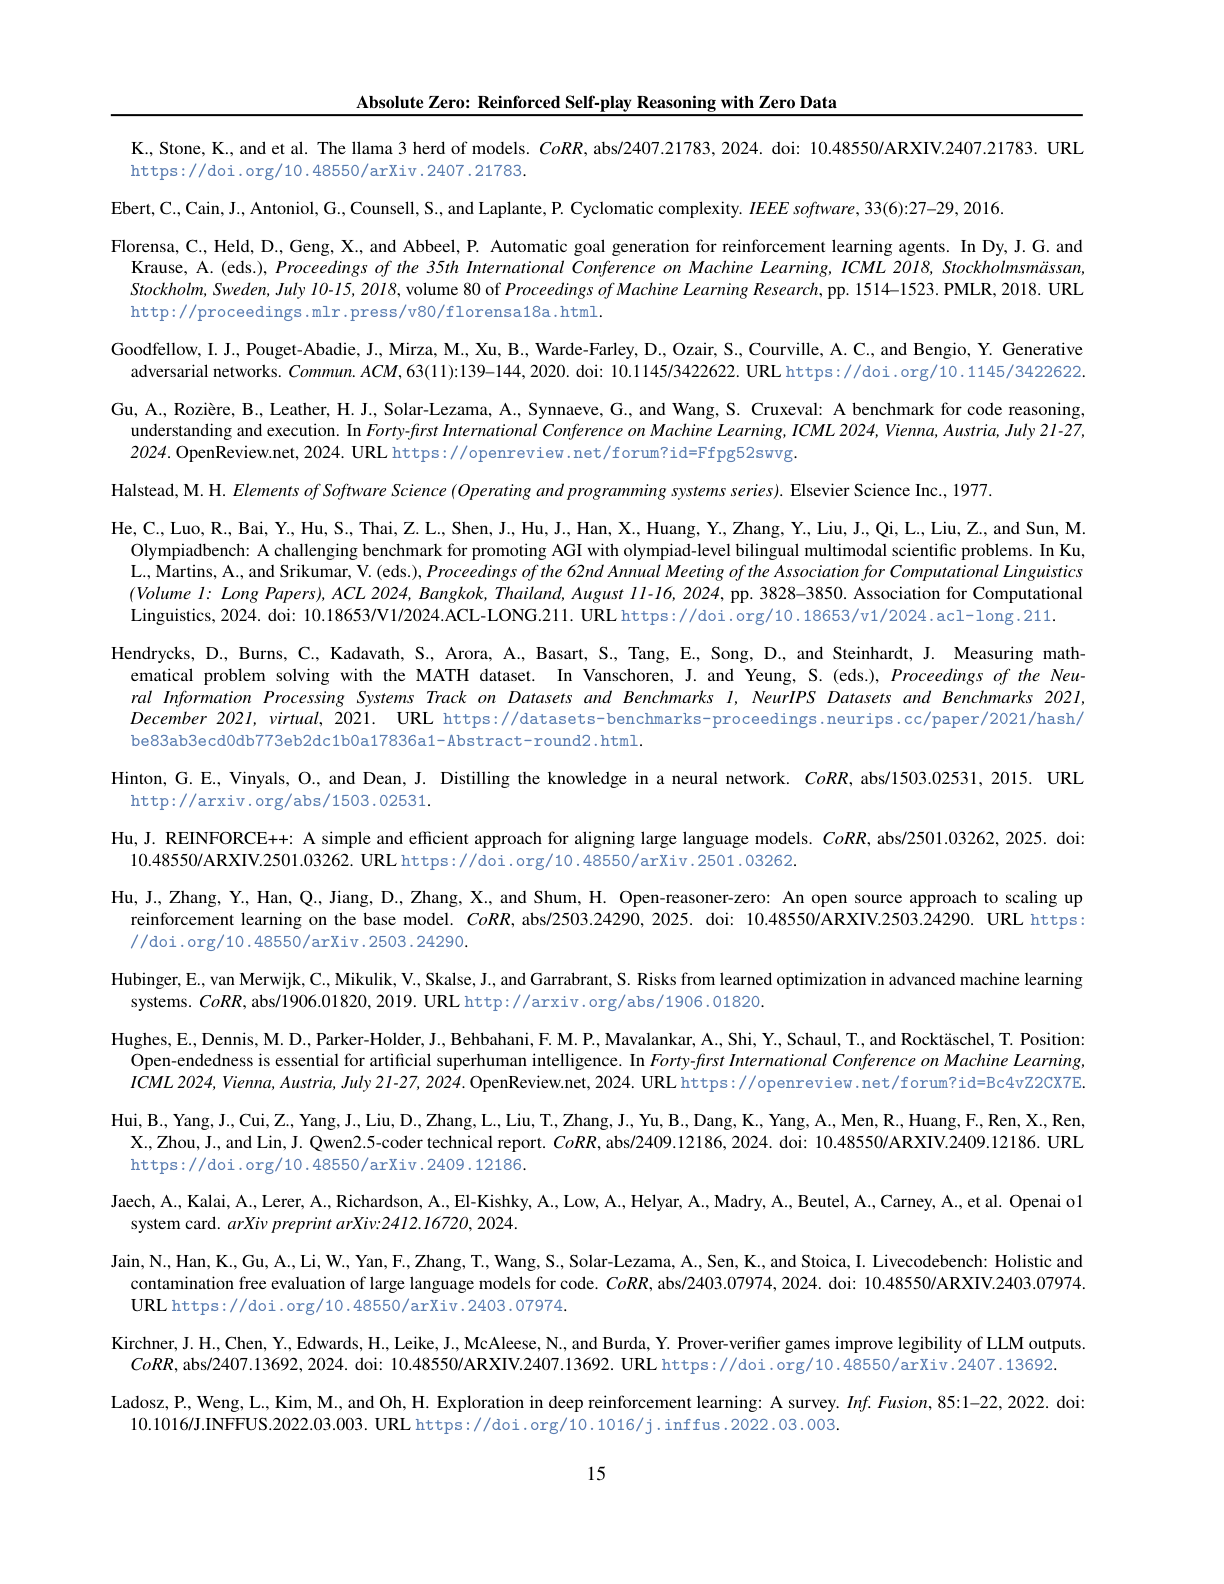 Absolute Zero: Reinforced Self-play Reasoning with Zero Data
K., Stone, K., and et al. The llama 3 herd of models. CoRR, abs/2407.21783, 2024. doi: 10.48550/ARXIV.2407.21783. URL
https://doi.org/10.48550/arXiv.2407.21783.
Ebert, C., Cain, J., Antoniol, G., Counsell, S., and Laplante, P. Cyclomatic complexity. IEEE software, 33(6):27–29, 2016.
Florensa, C., Held, D., Geng, X., and Abbeel, P. Automatic goal generation for reinforcement learning agents. In Dy, J. G. and
Krause, A. (eds.), Proceedings of the 35th International Conference on Machine Learning, ICML 2018, Stockholmsmässan,
Stockholm, Sweden, July 10-15, 2018, volume 80 of Proceedings of Machine Learning Research, pp. 1514–1523. PMLR, 2018. URL
http://proceedings.mlr.press/v80/florensa18a.html.
Goodfellow, I. J., Pouget-Abadie, J., Mirza, M., Xu, B., Warde-Farley, D., Ozair, S., Courville, A. C., and Bengio, Y. Generative
adversarial networks. Commun. ACM, 63(11):139–144, 2020. doi: 10.1145/3422622. URL https://doi.org/10.1145/3422622.
Gu, A., Rozière, B., Leather, H. J., Solar-Lezama, A., Synnaeve, G., and Wang, S. Cruxeval: A benchmark for code reasoning,
understanding and execution. In Forty-first International Conference on Machine Learning, ICML 2024, Vienna, Austria, July 21-27,
2024. OpenReview.net, 2024. URL https://openreview.net/forum?id=Ffpg52swvg.
Halstead, M. H. Elements of Software Science (Operating and programming systems series). Elsevier Science Inc., 1977.
He, C., Luo, R., Bai, Y., Hu, S., Thai, Z. L., Shen, J., Hu, J., Han, X., Huang, Y., Zhang, Y., Liu, J., Qi, L., Liu, Z., and Sun, M.
Olympiadbench: A challenging benchmark for promoting AGI with olympiad-level bilingual multimodal scientific problems. In Ku,
L., Martins, A., and Srikumar, V. (eds.), Proceedings of the 62nd Annual Meeting of the Association for Computational Linguistics
(Volume 1: Long Papers), ACL 2024, Bangkok, Thailand, August 11-16, 2024, pp. 3828–3850. Association for Computational
Linguistics, 2024. doi: 10.18653/V1/2024.ACL-LONG.211. URL https://doi.org/10.18653/v1/2024.acl-long.211.
Hendrycks, D., Burns, C., Kadavath, S., Arora, A., Basart, S., Tang, E., Song, D., and Steinhardt, J. Measuring math-
ematical problem solving with the MATH dataset. In Vanschoren, J. and Yeung, S. (eds.), Proceedings of the Neu-
ral Information Processing Systems Track on Datasets and Benchmarks 1, NeurIPS Datasets and Benchmarks 2021,
December 2021, virtual, 2021. URL https://datasets-benchmarks-proceedings.neurips.cc/paper/2021/hash/
be83ab3ecd0db773eb2dc1b0a17836a1-Abstract-round2.html.
Hinton, G. E., Vinyals, O., and Dean, J. Distilling the knowledge in a neural network. CoRR, abs/1503.02531, 2015. URL
http://arxiv.org/abs/1503.02531.
Hu, J. REINFORCE++: A simple and efficient approach for aligning large language models. CoRR, abs/2501.03262, 2025. doi:
10.48550/ARXIV.2501.03262. URL https://doi.org/10.48550/arXiv.2501.03262.
Hu, J., Zhang, Y., Han, Q., Jiang, D., Zhang, X., and Shum, H. Open-reasoner-zero: An open source approach to scaling up
reinforcement learning on the base model. CoRR, abs/2503.24290, 2025. doi: 10.48550/ARXIV.2503.24290. URL https:
//doi.org/10.48550/arXiv.2503.24290.
Hubinger, E., van Merwijk, C., Mikulik, V., Skalse, J., and Garrabrant, S. Risks from learned optimization in advanced machine learning
systems. CoRR, abs/1906.01820, 2019. URL http://arxiv.org/abs/1906.01820.
Hughes, E., Dennis, M. D., Parker-Holder, J., Behbahani, F. M. P., Mavalankar, A., Shi, Y., Schaul, T., and Rocktäschel, T. Position:
Open-endedness is essential for artificial superhuman intelligence. In Forty-first International Conference on Machine Learning,
ICML 2024, Vienna, Austria, July 21-27, 2024. OpenReview.net, 2024. URL https://openreview.net/forum?id=Bc4vZ2CX7E.
Hui, B., Yang, J., Cui, Z., Yang, J., Liu, D., Zhang, L., Liu, T., Zhang, J., Yu, B., Dang, K., Yang, A., Men, R., Huang, F., Ren, X., Ren,
X., Zhou, J., and Lin, J. Qwen2.5-coder technical report. CoRR, abs/2409.12186, 2024. doi: 10.48550/ARXIV.2409.12186. URL
https://doi.org/10.48550/arXiv.2409.12186.
Jaech, A., Kalai, A., Lerer, A., Richardson, A., El-Kishky, A., Low, A., Helyar, A., Madry, A., Beutel, A., Carney, A., et al. Openai o1
system card. arXiv preprint arXiv:2412.16720, 2024.
Jain, N., Han, K., Gu, A., Li, W., Yan, F., Zhang, T., Wang, S., Solar-Lezama, A., Sen, K., and Stoica, I. Livecodebench: Holistic and
contamination free evaluation of large language models for code. CoRR, abs/2403.07974, 2024. doi: 10.48550/ARXIV.2403.07974.
URL https://doi.org/10.48550/arXiv.2403.07974.
Kirchner, J. H., Chen, Y., Edwards, H., Leike, J., McAleese, N., and Burda, Y. Prover-verifier games improve legibility of LLM outputs.
CoRR, abs/2407.13692, 2024. doi: 10.48550/ARXIV.2407.13692. URL https://doi.org/10.48550/arXiv.2407.13692.
Ladosz, P., Weng, L., Kim, M., and Oh, H. Exploration in deep reinforcement learning: A survey. Inf. Fusion, 85:1–22, 2022. doi:
10.1016/J.INFFUS.2022.03.003. URL https://doi.org/10.1016/j.inffus.2022.03.003.
15